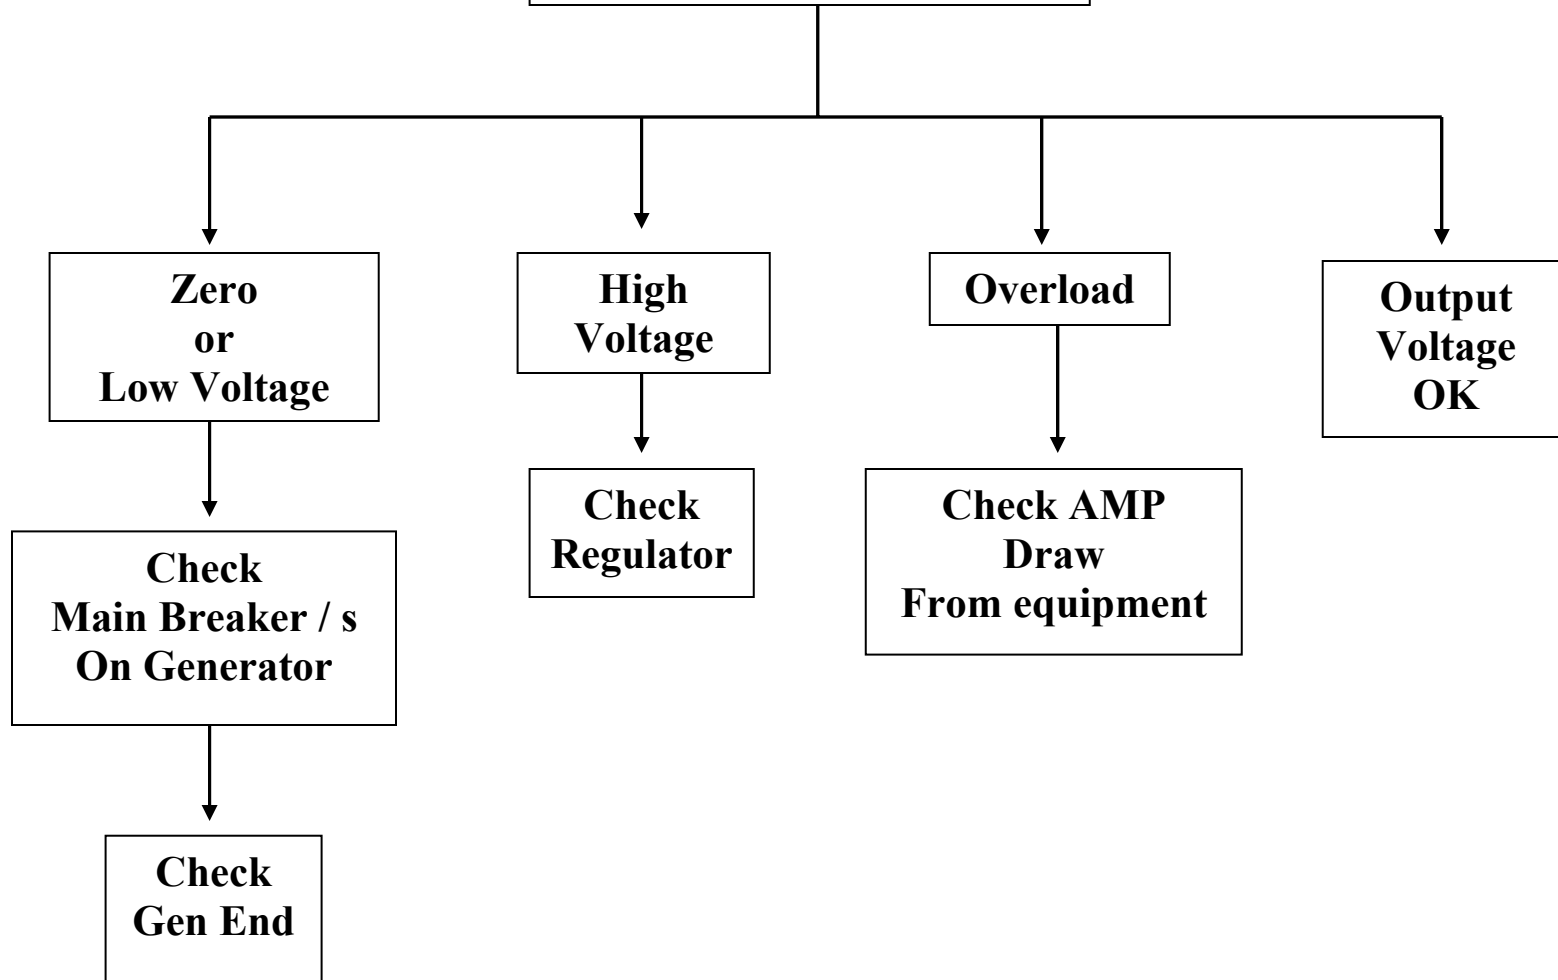 Zero
or
Low Voltage
High
Voltage
Overload
Output
Voltage
OK
Check
Main Breaker / s
On Generator
Check
Regulator
Check AMP
Draw
From equipment
Check
Gen End